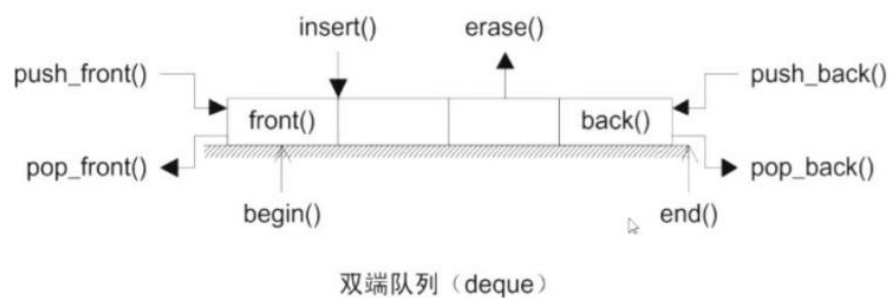 insert() erase()
push_front() push_back()
front() back()
pop_front() pop_back()
begin() end()
双端队列（deque）